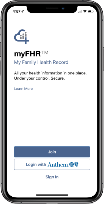 myFHR™
My Family Health Record
All your health information in one place.
Under your control. Secure.
Learn More
Join
Login with Anthem
Sign In